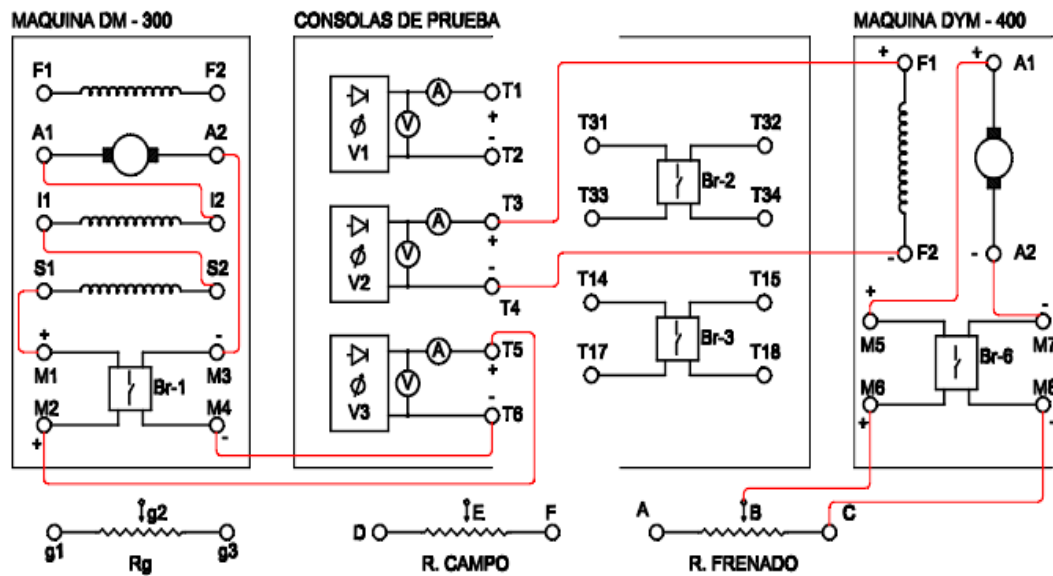 MAQUINA DM - 300
CONSOLAS DE PRUEBA
MAQUINA DYM - 400
F1 F2
A1 A2
I1 I2
S1 S2
+ -
M1 M3
Br-1
M2 M4
+ -
A T1
V +
V1 -
T2
A T3
V +
V2 -
T4
A T5
V +
V3 -
T6
T31 T32
Br-2
T33 T34
T14 T15
Br-3
T17 T18
+ F1
- F2
+ A1
- A2
+ -
M5 M7
Br-6
M6 M8
+ -
g1 g2 g3
Rg
D E F
R. CAMPO
A B C
R. FRENADO